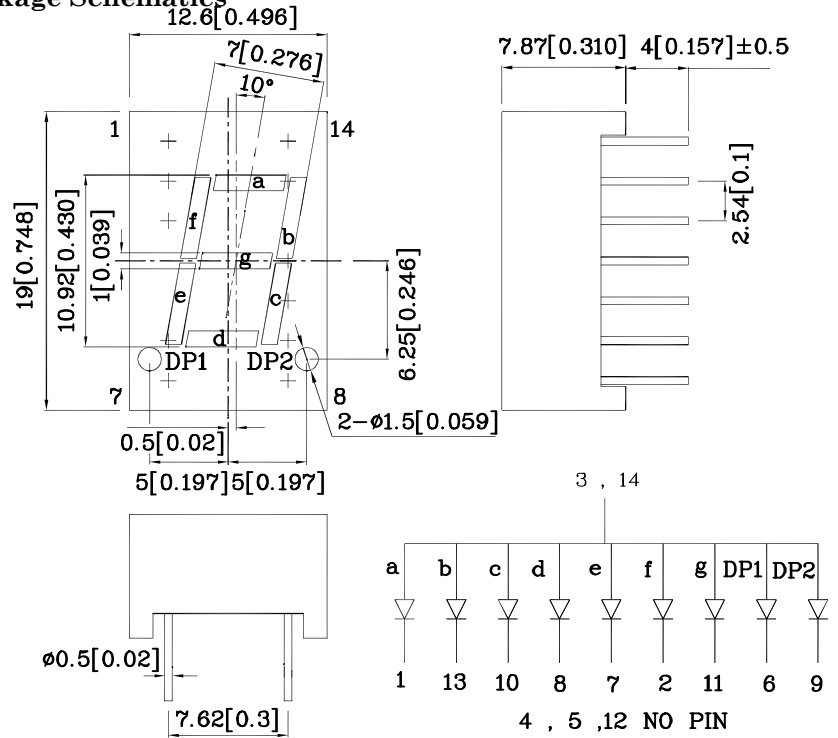 kage Schematics
12.6[0.496]
7[0.276]
10°
1
14
a
f
b
g
e
c
d
DP1
DP2
7
8
19[0.748]
10.92[0.430]
1[0.039]
6.25[0.246]
2-ø1.5[0.059]
0.5[0.02]
5[0.197]
5[0.197]
7.87[0.310]
4[0.157]±0.5
2.54[0.1]
ø0.5[0.02]
7.62[0.3]
3 , 14
a b c d e f g DP1 DP2
1 13 10 8 7 2 11 6 9
4 , 5 ,12 NO PIN